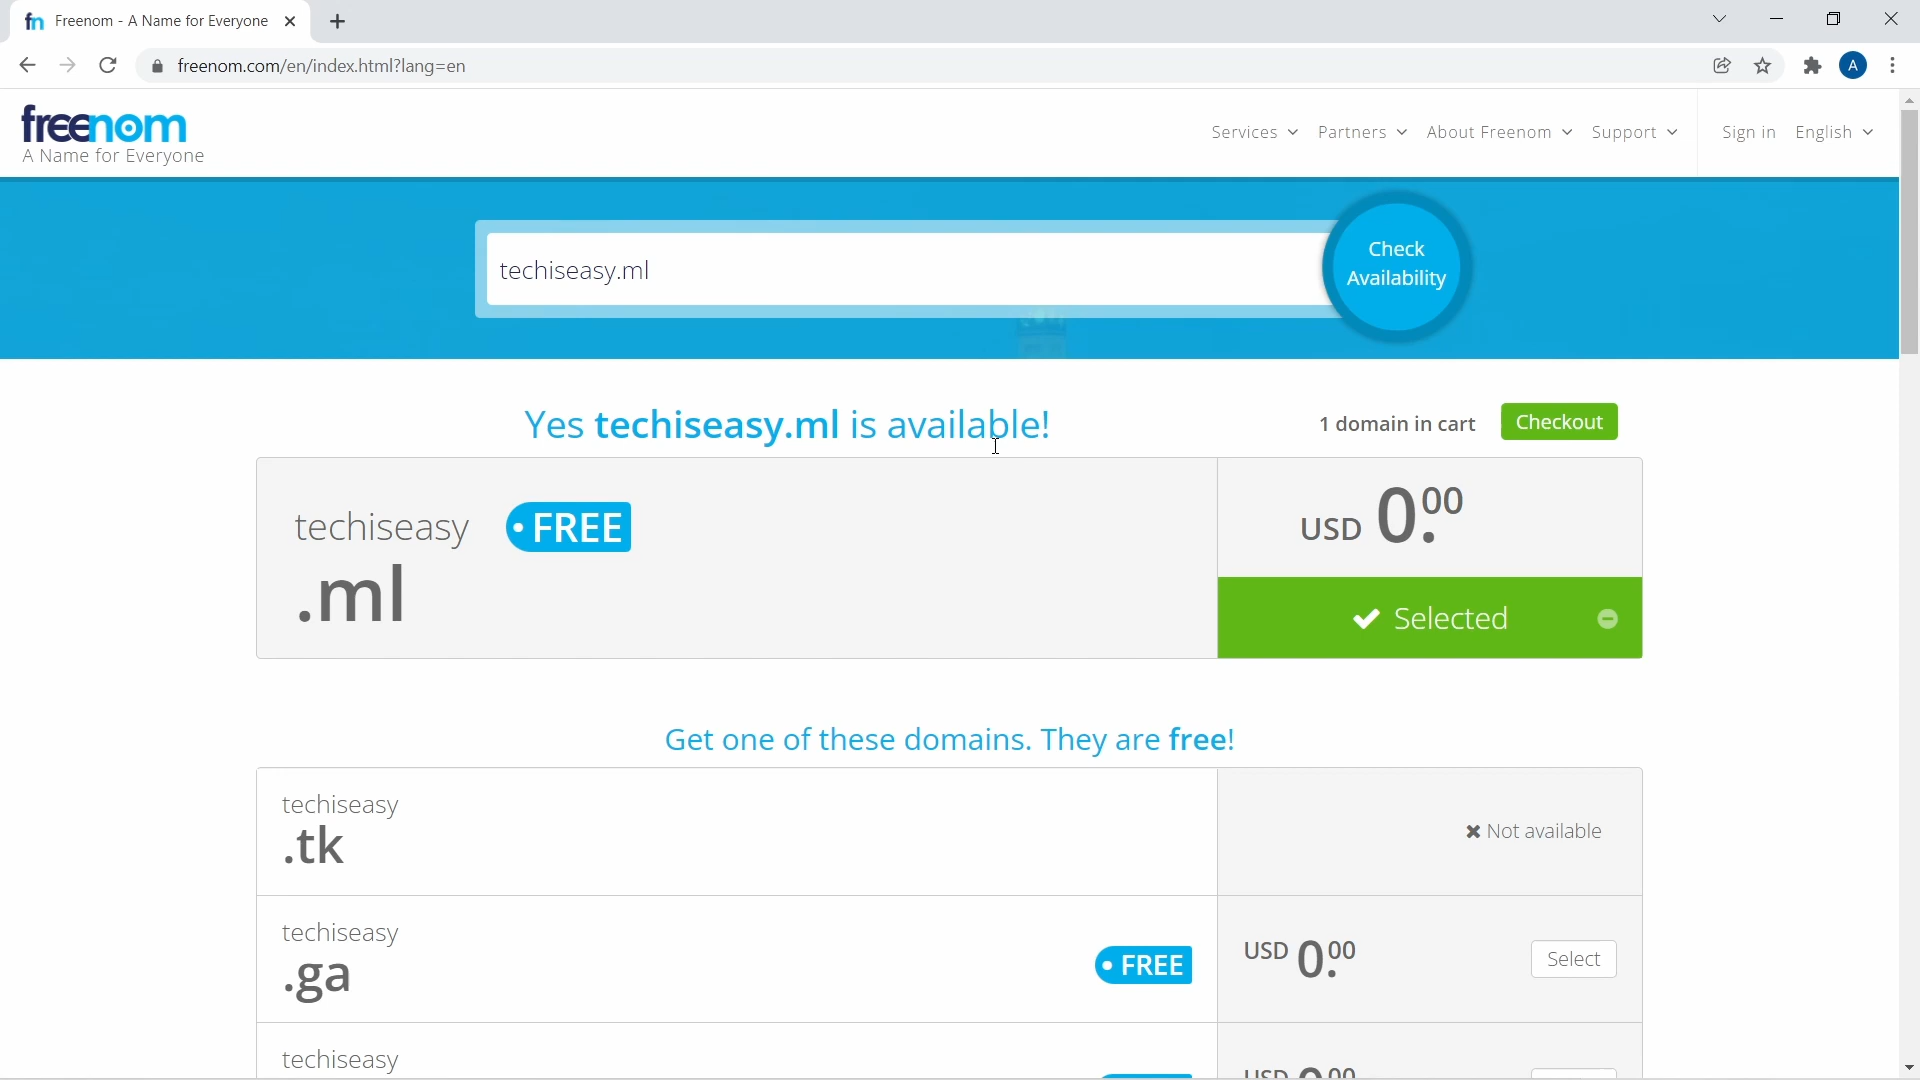 Freenom - A Name for Everyone
freenom.com/en/index.html?lang=en
A
freenom
A Name for Everyone
Services Partners About Freenom Support Sign in English
techiseasy.ml
Check
Availability
Yes techiseasy.ml is available!
1 domain in cart Checkout
techiseasy
.ml
FREE
USD 0.00
Selected
Get one of these domains. They are free!
techiseasy
.tk
Not available
techiseasy
.ga
FREE
USD 0.00
Select
techiseasy
USD 0.00